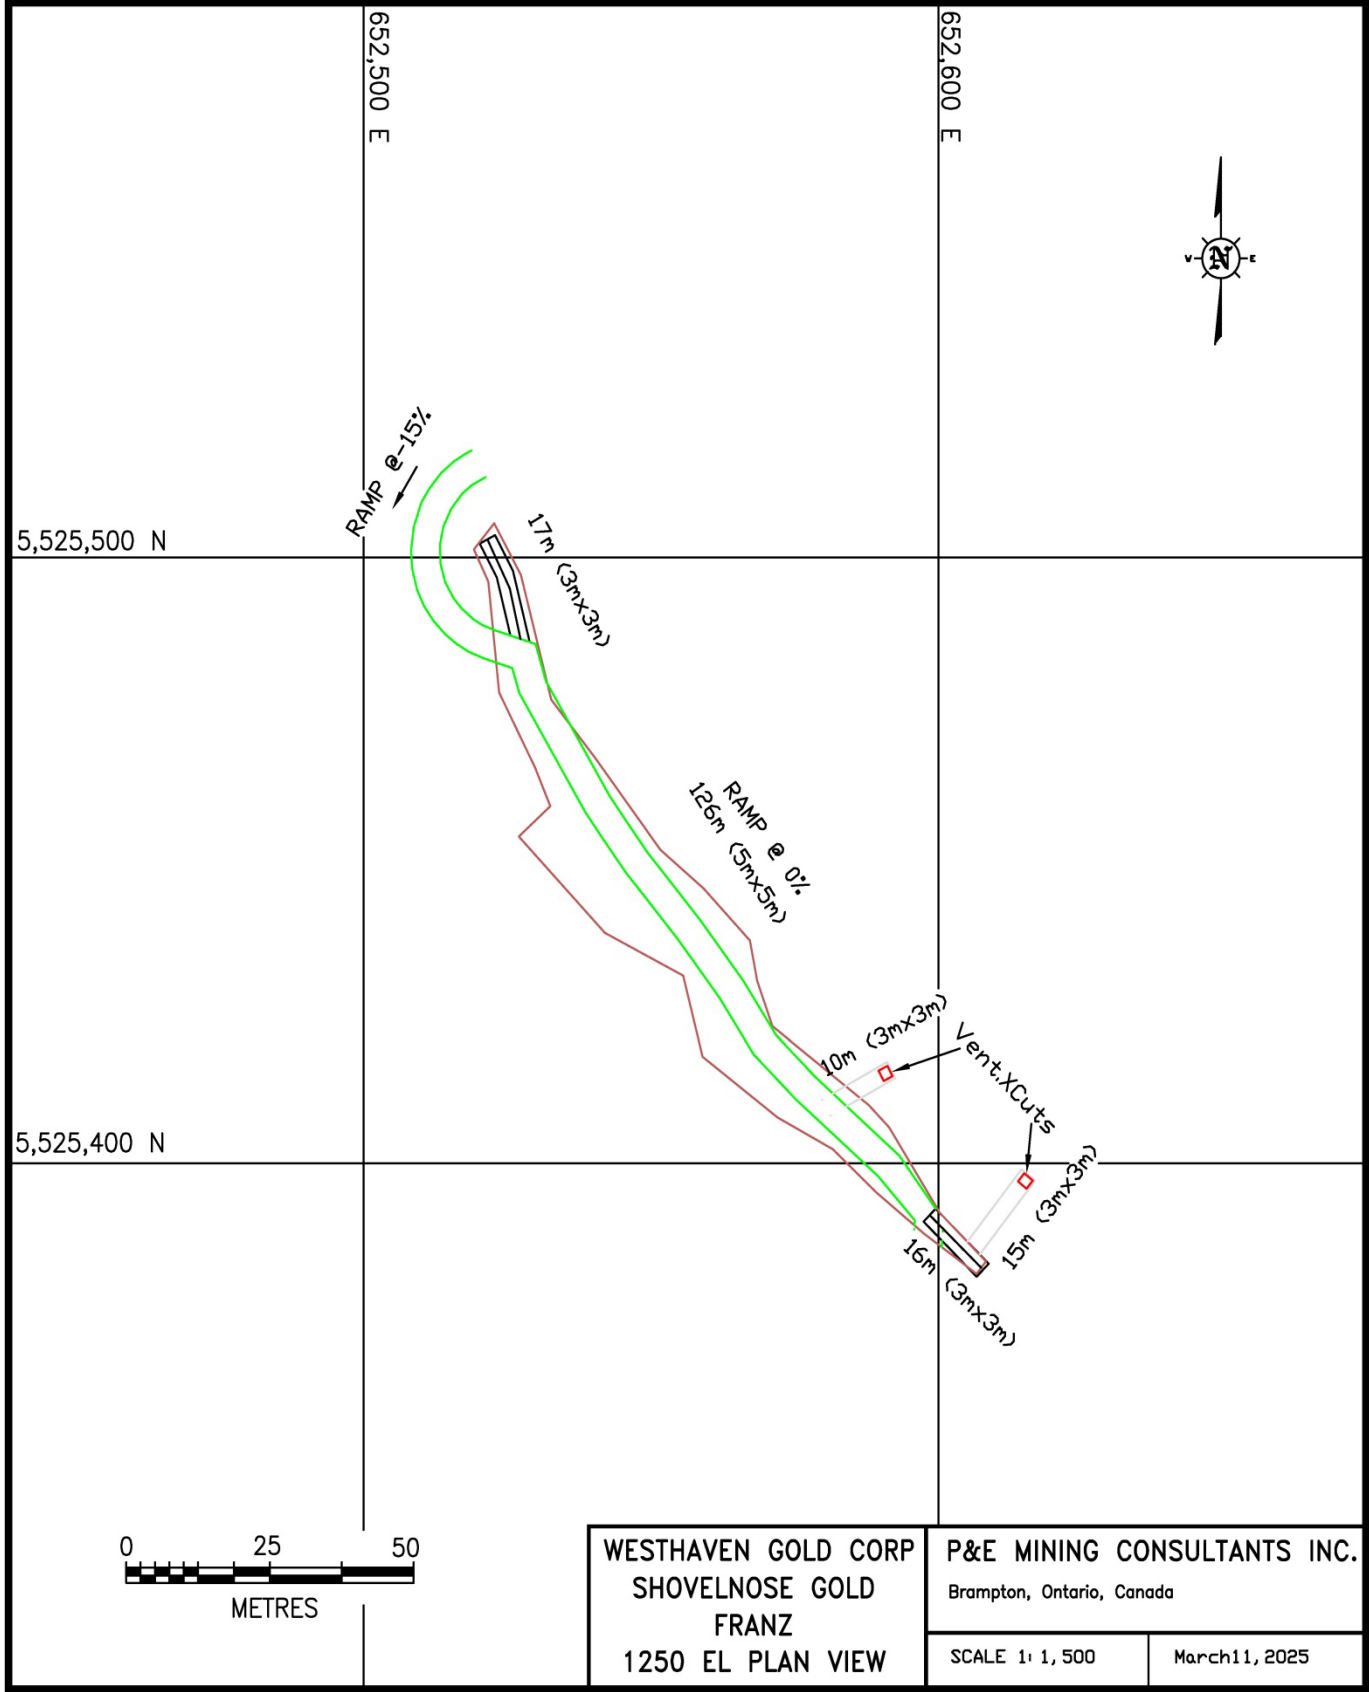 652,500 E
652,600 E
N
W
E
RAMP @-15%
5,525,500 N
17m (3mx3m)
RAMP @ 0%
126m (5mx5m)
10m (3mx3m)
Vent.XCuts
5,525,400 N
15m (3mx3m)
16m (3mx3m)
0 25 50
METRES
WESTHAVEN GOLD CORP
SHOVELNOSE GOLD
FRANZ
1250 EL PLAN VIEW
P&E MINING CONSULTANTS INC.
Brampton, Ontario, Canada
SCALE 1: 1,500
March11,2025